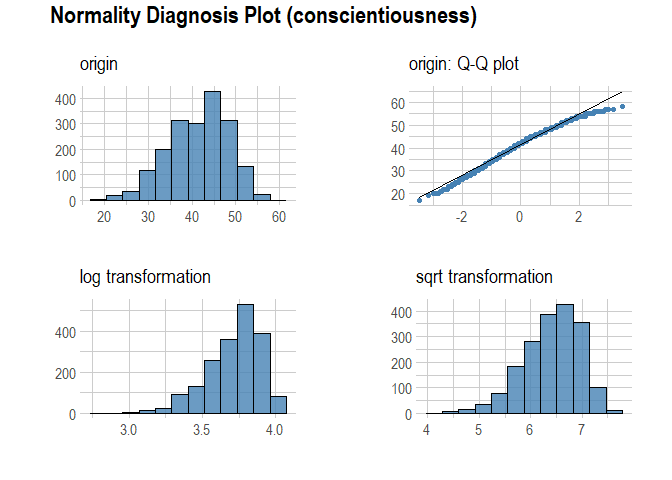 Normality Diagnosis Plot (conscientiousness)
origin
400
300
200
100
0
20 30 40 50 60
origin: Q-Q plot
60
50
40
30
20
-2 0 2
log transformation
400
200
0
3.0 3.5 4.0
sqrt transformation
400
300
200
100
0
4 5 6 7